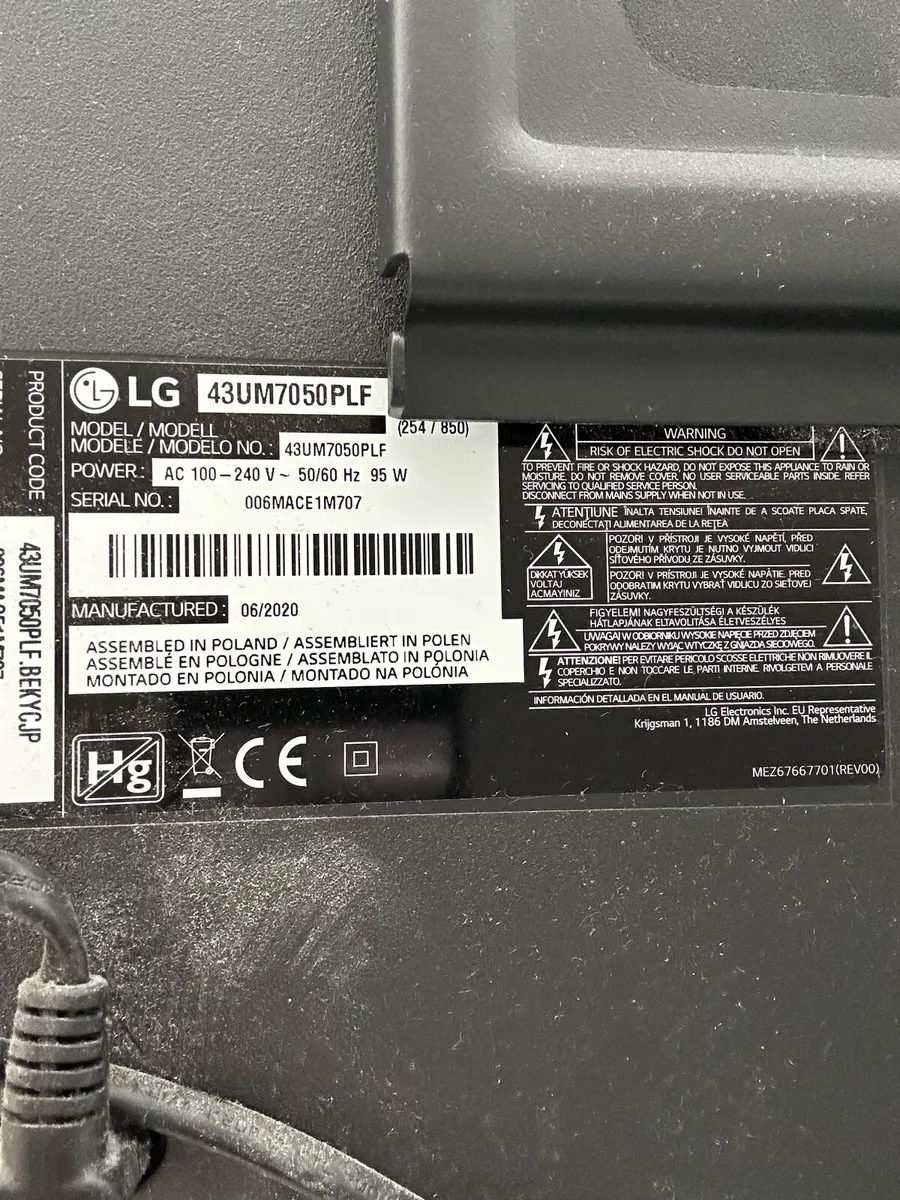 PRODUCT CODE
43UM7050PLF.BEKYCJP
LG 43UM7050PLF
MODEL / MODELL
MODELE / MODELO NO. : 43UM7050PLF
(254 / 850)
POWER : AC 100 – 240 V ~ 50/60 Hz 95 W
SERIAL NO. : 006MACE1M707
MANUFACTURED : 06/2020
ASSEMBLED IN POLAND / ASSEMBLIERT IN POLEN
ASSEMBLÉ EN POLOGNE / ASSEMBLATO IN POLONIA
MONTADO EN POLONIA / MONTADO NA POLÓNIA
Hg
CE
WARNING
RISK OF ELECTRIC SHOCK DO NOT OPEN
TO PREVENT FIRE OR SHOCK HAZARD, DO NOT EXPOSE THIS APPLIANCE TO RAIN OR
MOISTURE. DO NOT REMOVE COVER. NO USER SERVICEABLE PARTS INSIDE. REFER
SERVICING TO QUALIFIED SERVICE PERSON.
DISCONNECT FROM MAINS SUPPLY WHEN NOT IN USE.
ATENȚIUNE ÎNALTA TENSIUNE! ÎNAINTE DE A SCOATE PLACA SPATE,
DECONECTAȚI ALIMENTAREA DE LA REȚEA
DIKKAT YUKSEK
VOLTAJ
ACMAYINIZ
POZOR! V PŘÍSTROJI JE VYSOKÉ NAPĚTÍ, PŘED
ODEJMUTÍM KRYTU JE NUTNO VYJMOUT VIDLICI
SÍŤOVÉHO PŘÍVODU ZE ZÁSUVKY.
POZOR! V PRÍSTROJI JE VYSOKÉ NAPÄTIE. PRED
ODOBRATIM KRYTU VYBRAŤ VIDLICU ZO SIEŤOVEJ
ZÁSUVKY.
FIGYELEM! NAGYFESZÜLTSÉG! A KÉSZÜLÉK
HÁTLAPJÁNAK ELTAVOLÍTÁSA ÉLETVESZÉLYES
UWAGA! W ODBIORNIKU WYSOKIE NAPIĘCIE PRZED ZDJĘCIEM
POKRYWY NALEŻY WYJĄĆ WTYCZKĘ Z GNIAZDA SIECIOWEGO.
ATTENZIONE! PER EVITARE PERICOLO SCOSSE ELETTRICHE NON RIMUOVERE IL
COPERCHIO E NON TOCCARE LE PARTI INTERNE. RIVOLGETEVI A PERSONALE
SPECIALIZZATO.
INFORMACIÓN DETALLADA EN EL MANUAL DE USUARIO.
LG Electronics Inc. EU Representative
Krijgsman 1, 1186 DM Amstelveen, The Netherlands
MEZ67667701(REV00)